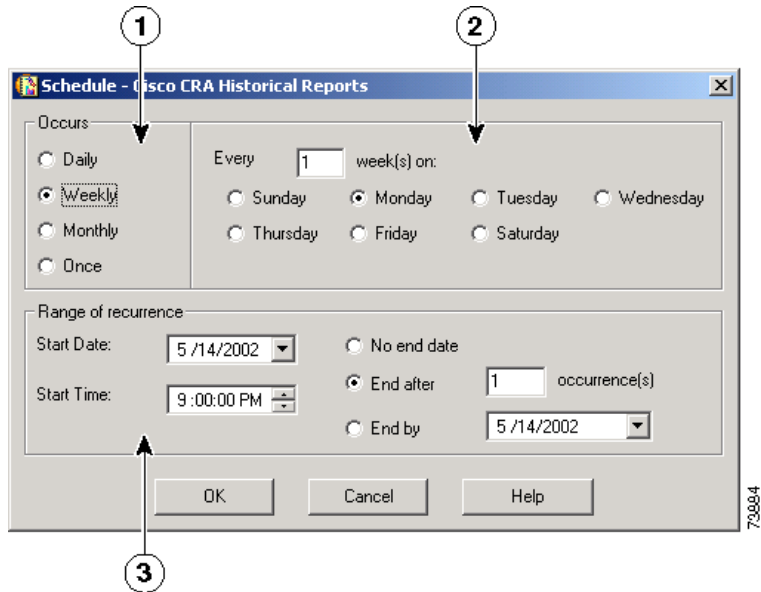 1 2
Schedule - Cisco CRA Historical Reports
Occurs
Daily
Weekly
Monthly
Once
Every 1 week(s) on:
Sunday Monday Tuesday Wednesday
Thursday Friday Saturday
Range of recurrence
Start Date: 5 /14/2002
Start Time: 9 :00:00 PM
No end date
End after 1 occurrence(s)
End by 5 /14/2002
OK Cancel Help
73884
3